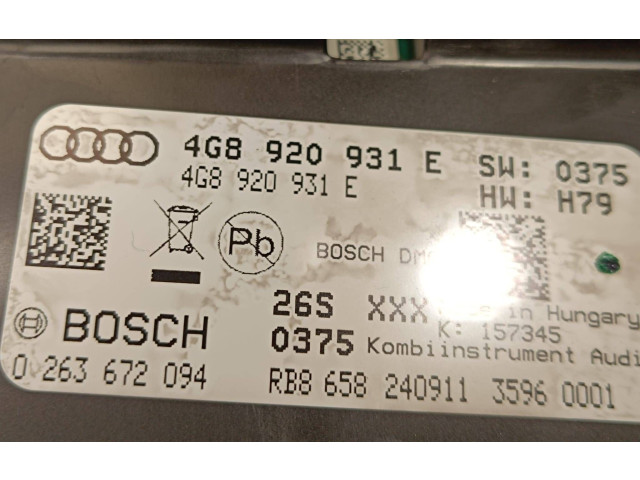 4G8 920 931 E SW: 0375
4G8 920 931 E HW: H79
Pb
BOSCH
26S XXX in Hungary
K: 157345
BOSCH 0375 Kombiinstrument Audi
0 263 672 094 RB8 658 240911 3596 0001